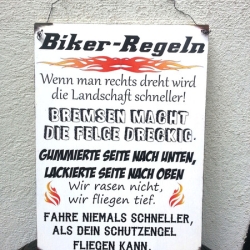 Biker-Regeln
Wenn man rechts dreht wird
die Landschaft schneller!
BREMSEN MACHT
DIE FELGE DRECKIG.
GUMMIERTE SEITE NACH UNTEN,
LACKIERTE SEITE NACH OBEN
Wir rasen nicht,
wir fliegen tief.
FAHRE NIEMALS SCHNELLER,
ALS DEIN SCHUTZENGEL
FLIEGEN KANN.